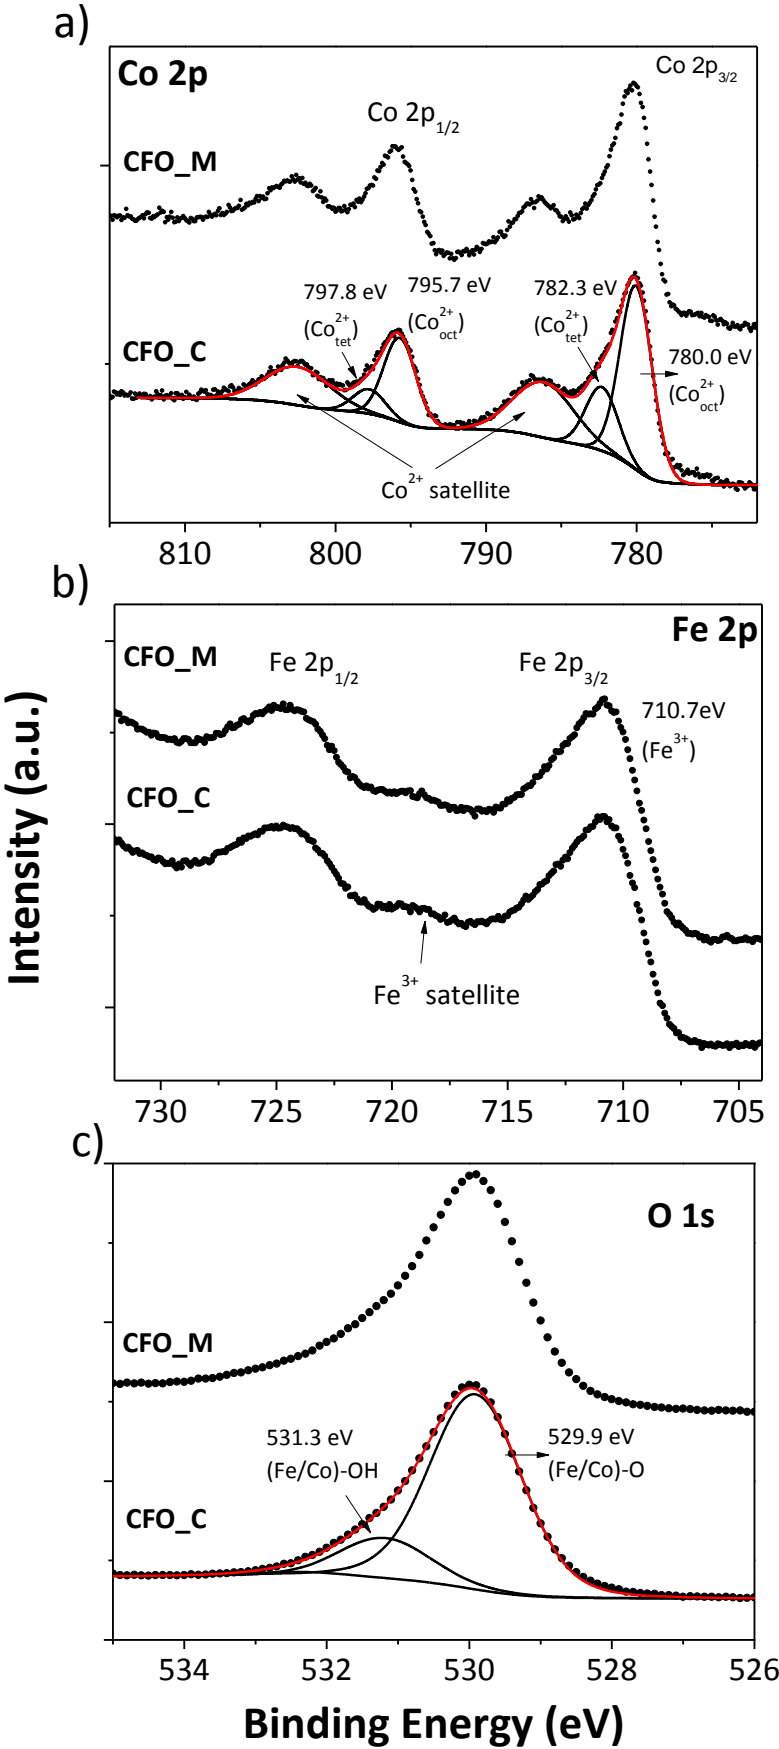 a)
Co 2p
Co 2p3/2
Co 2p1/2
CFO_M
797.8 eV
(Co2+tet)
795.7 eV
(Co2+oct)
782.3 eV
(Co2+tet)
780.0 eV
(Co2+oct)
CFO_C
Co2+ satellite
810 800 790 780
b)
Fe 2p
CFO_M
Fe 2p1/2
Fe 2p3/2
710.7eV
(Fe3+)
CFO_C
Fe3+ satellite
730 725 720 715 710 705
Intensity (a.u.)
c)
O 1s
CFO_M
531.3 eV
(Fe/Co)-OH
529.9 eV
(Fe/Co)-O
CFO_C
534 532 530 528 526
Binding Energy (eV)